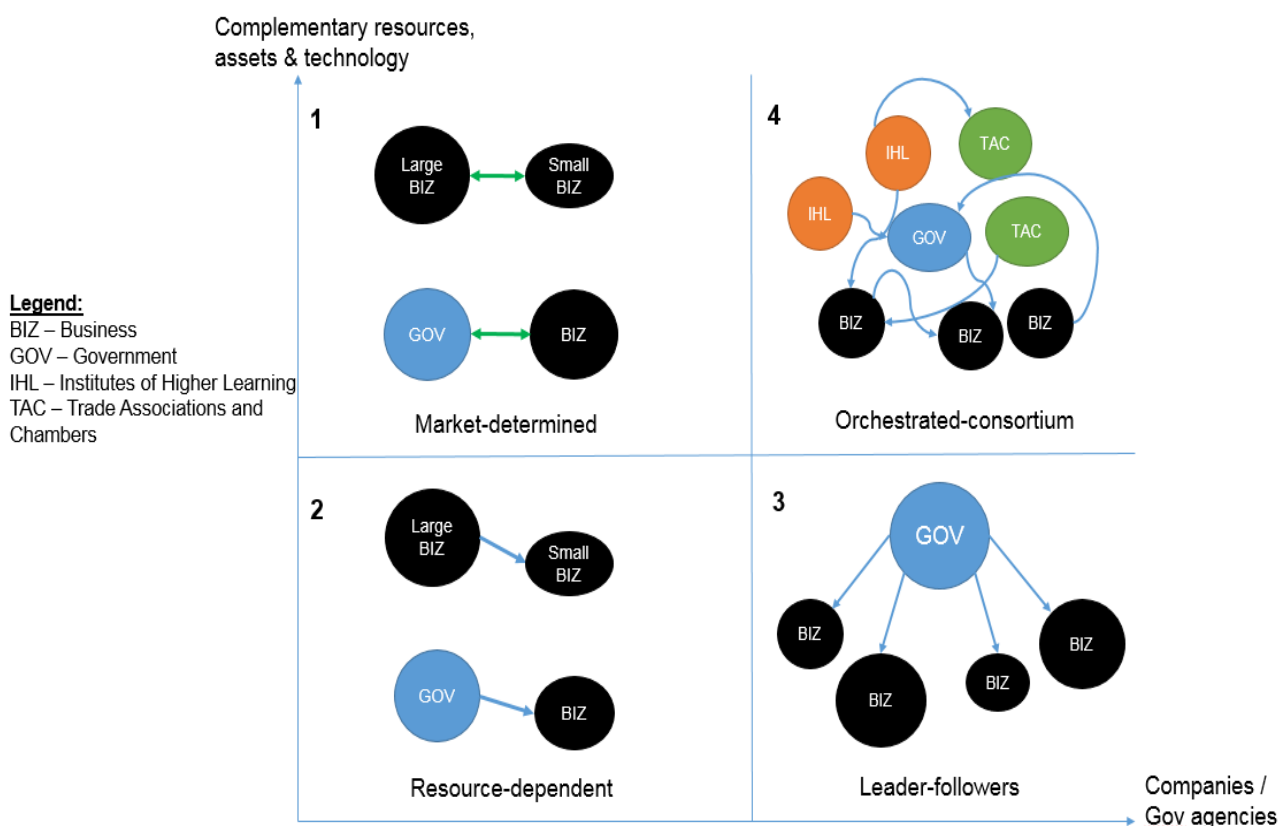 Complementary resources,
assets & technology
1
Large
BIZ
Small
BIZ
GOV
BIZ
Market-determined
4
IHL
TAC
IHL
GOV
TAC
BIZ
BIZ
BIZ
Orchestrated-consortium
Legend:
BIZ – Business
GOV – Government
IHL – Institutes of Higher Learning
TAC – Trade Associations and
Chambers
2
Large
BIZ
Small
BIZ
GOV
BIZ
Resource-dependent
3
GOV
BIZ
BIZ
BIZ
BIZ
Leader-followers
Companies /
Gov agencies